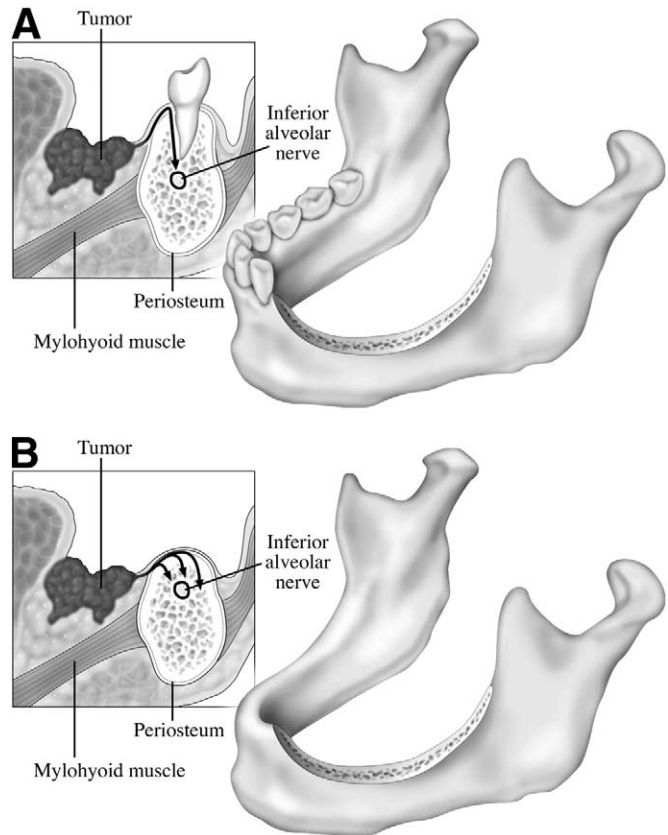 A
Tumor
Inferior
alveolar
nerve
Periosteum
Mylohyoid muscle
B
Tumor
Inferior
alveolar
nerve
Periosteum
Mylohyoid muscle